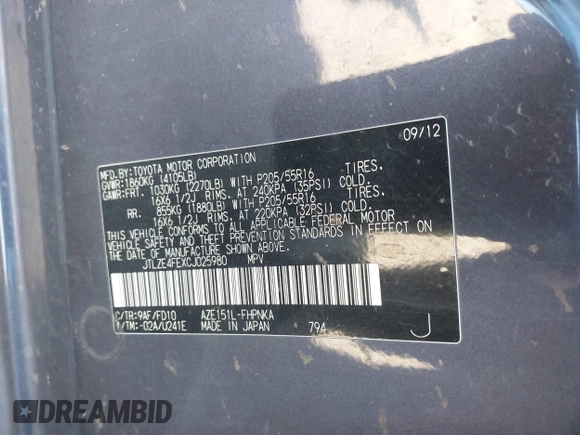 09/12
MFD.BY:TOYOTA MOTOR CORPORATION
GVWR:1860KG (4105LB)
GAWR:FRT. 1030KG (2270LB) WITH P205/55R16 TIRES.
16X6 1/2J RIMS, AT 240KPA (35PSI) COLD.
RR. 855KG (1880LB) WITH P205/55R16 TIRES.
16X6 1/2J RIMS, AT 220KPA (32PSI) COLD.
THIS VEHICLE CONFORMS TO ALL APPLICABLE FEDERAL MOTOR
VEHICLE SAFETY AND THEFT PREVENTION STANDARDS IN EFFECT ON
THE DATE OF MANUFACTURE SHOWN ABOVE.
JTLZE4FEXCJ025980 MPV
C/TR:9AF/FD10 AZE151L-FHPNKA
A/TM:-02A/U241E MADE IN JAPAN 794
J
DREAMBID